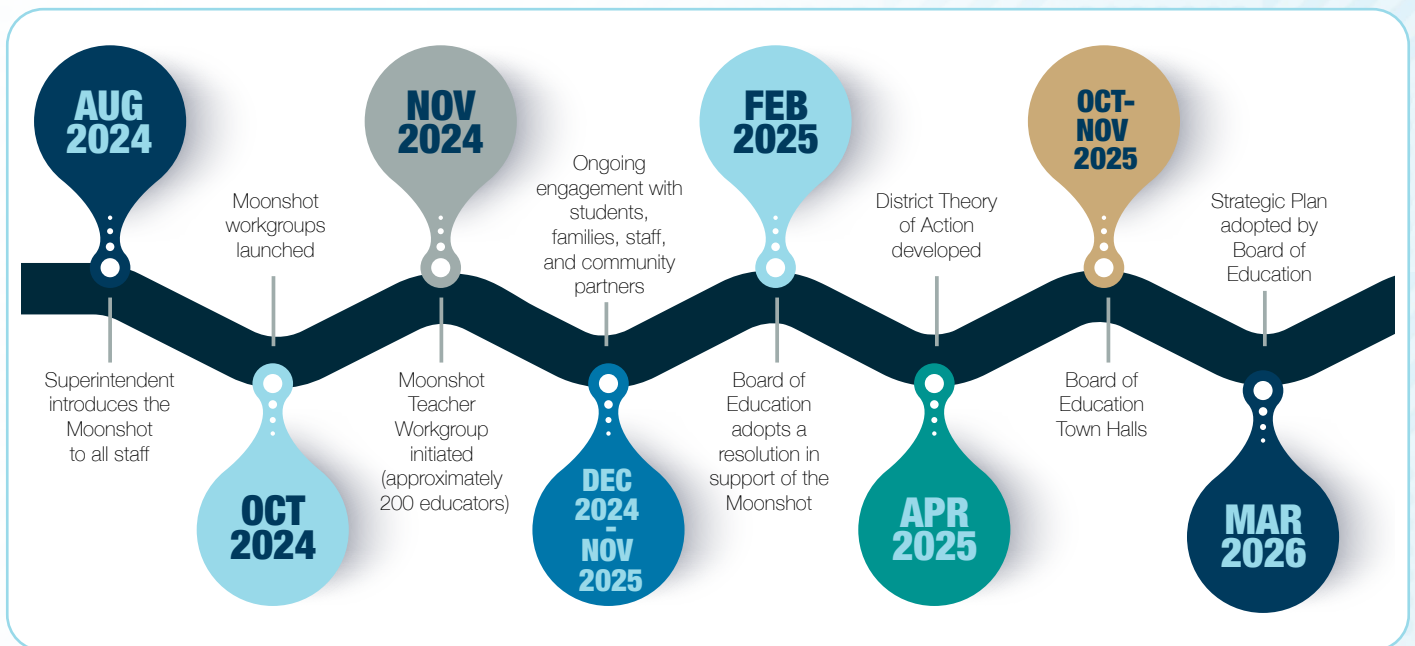 AUG
2024
Superintendent
introduces the
Moonshot
to all staff
Moonshot
workgroups
launched
OCT
2024
NOV
2024
Moonshot
Teacher
Workgroup
initiated
(approximately
200 educators)
Ongoing
engagement with
students,
families, staff,
and community
partners
DEC
2024
-
NOV
2025
FEB
2025
Board of
Education
adopts a
resolution in
support of the
Moonshot
District Theory
of Action
developed
APR
2025
OCT-
NOV
2025
Board of
Education
Town Halls
Strategic Plan
adopted by
Board of
Education
MAR
2026